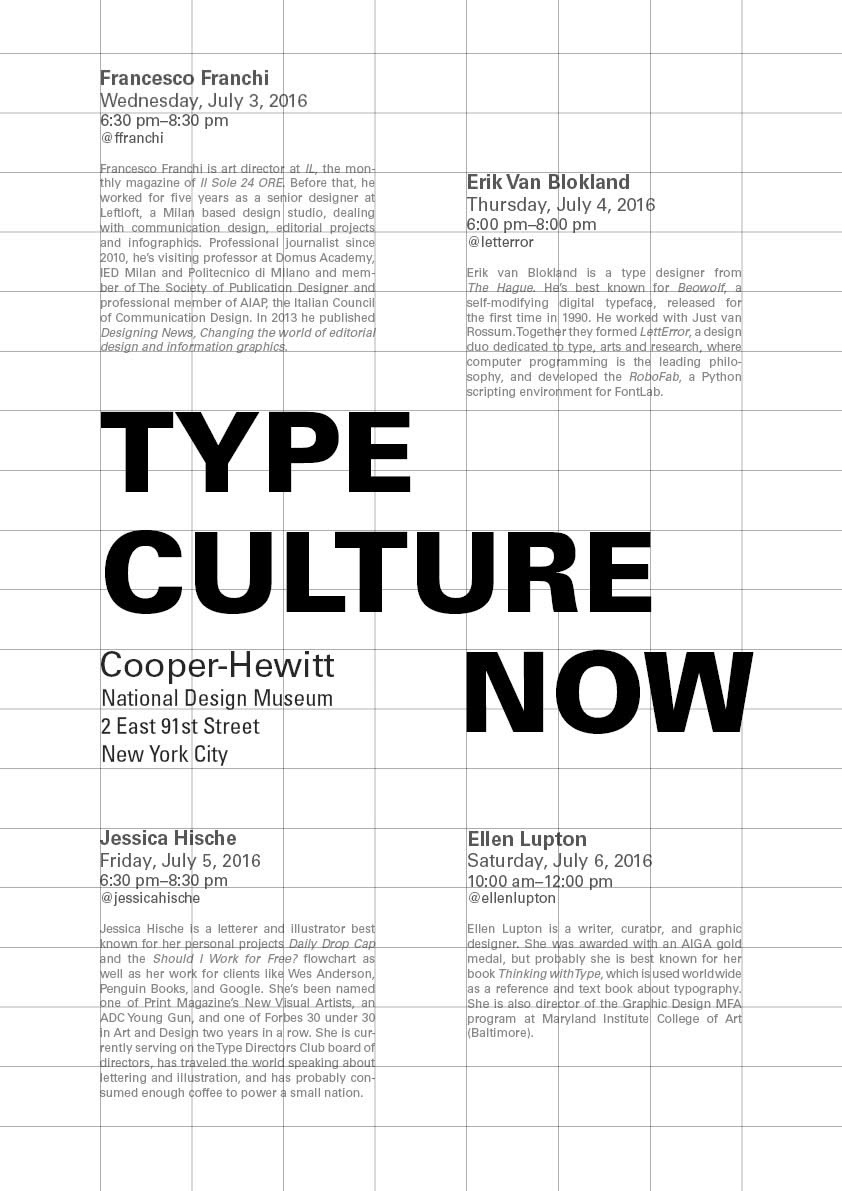 Francesco Franchi
Wednesday, July 3, 2016
6:30 pm–8:30 pm
@ffranchi
Francesco Franchi is art director at IL, the mon-
thly magazine of Il Sole 24 ORE. Before that, he
worked for five years as a senior designer at
Leftloft, a Milan based design studio, dealing
with communication design, editorial projects
and infographics. Professional journalist since
2010, he's visiting professor at Domus Academy,
IED Milan and Politecnico di Milano and mem-
ber of The Society of Publication Designer and
professional member of AIAP, the Italian Council
of Communication Design. In 2013 he published
Designing News, Changing the world of editorial
design and information graphics.
Erik Van Blokland
Thursday, July 4, 2016
6:00 pm–8:00 pm
@letterror
Erik van Blokland is a type designer from
The Hague. He's best known for Beowolf, a
self-modifying digital typeface, released for
the first time in 1990. He worked with Just van
Rossum. Together they formed LettError, a design
duo dedicated to type, arts and research, where
computer programming is the leading philo-
sophy, and developed the RoboFab, a Python
scripting environment for FontLab.
TYPE
CULTURE
NOW
Cooper-Hewitt
National Design Museum
2 East 91st Street
New York City
Jessica Hische
Friday, July 5, 2016
6:30 pm–8:30 pm
@jessicahische
Jessica Hische is a letterer and illustrator best
known for her personal projects Daily Drop Cap
and the Should I Work for Free? flowchart as
well as her work for clients like Wes Anderson,
Penguin Books, and Google. She's been named
one of Print Magazine's New Visual Artists, an
ADC Young Gun, and one of Forbes 30 under 30
in Art and Design two years in a row. She is cur-
rently serving on the Type Directors Club board of
directors, has traveled the world speaking about
lettering and illustration, and has probably con-
sumed enough coffee to power a small nation.
Ellen Lupton
Saturday, July 6, 2016
10:00 am–12:00 pm
@ellenlupton
Ellen Lupton is a writer, curator, and graphic
designer. She was awarded with an AIGA gold
medal, but probably she is best known for her
book Thinking with Type, which is used worldwide
as a reference and text book about typography.
She is also director of the Graphic Design MFA
program at Maryland Institute College of Art
(Baltimore).